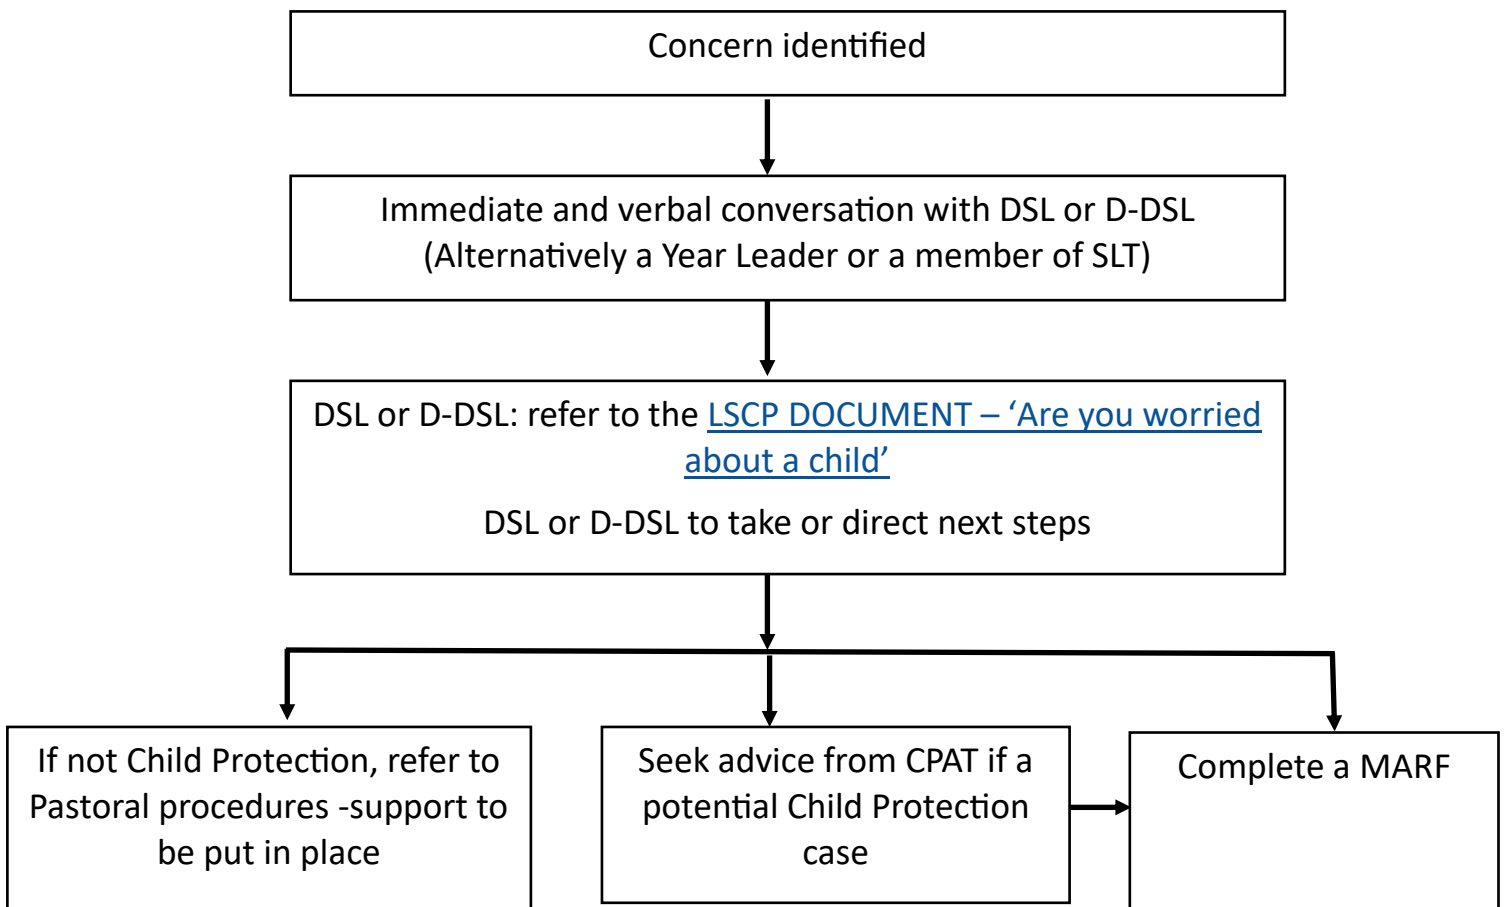 Concern identified
Immediate and verbal conversation with DSL or D-DSL
(Alternatively a Year Leader or a member of SLT)
DSL or D-DSL: refer to the LSCP DOCUMENT – ‘Are you worried
about a child’
DSL or D-DSL to take or direct next steps
If not Child Protection, refer to
Pastoral procedures -support to
be put in place
Seek advice from CPAT if a
potential Child Protection
case
Complete a MARF